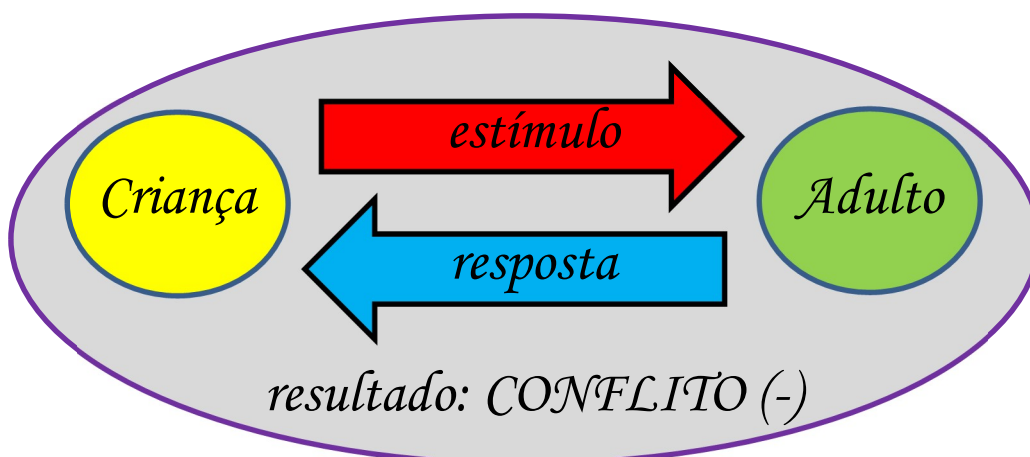 estímulo
Criança
Adulto
resposta
resultado: CONFLITO (-)